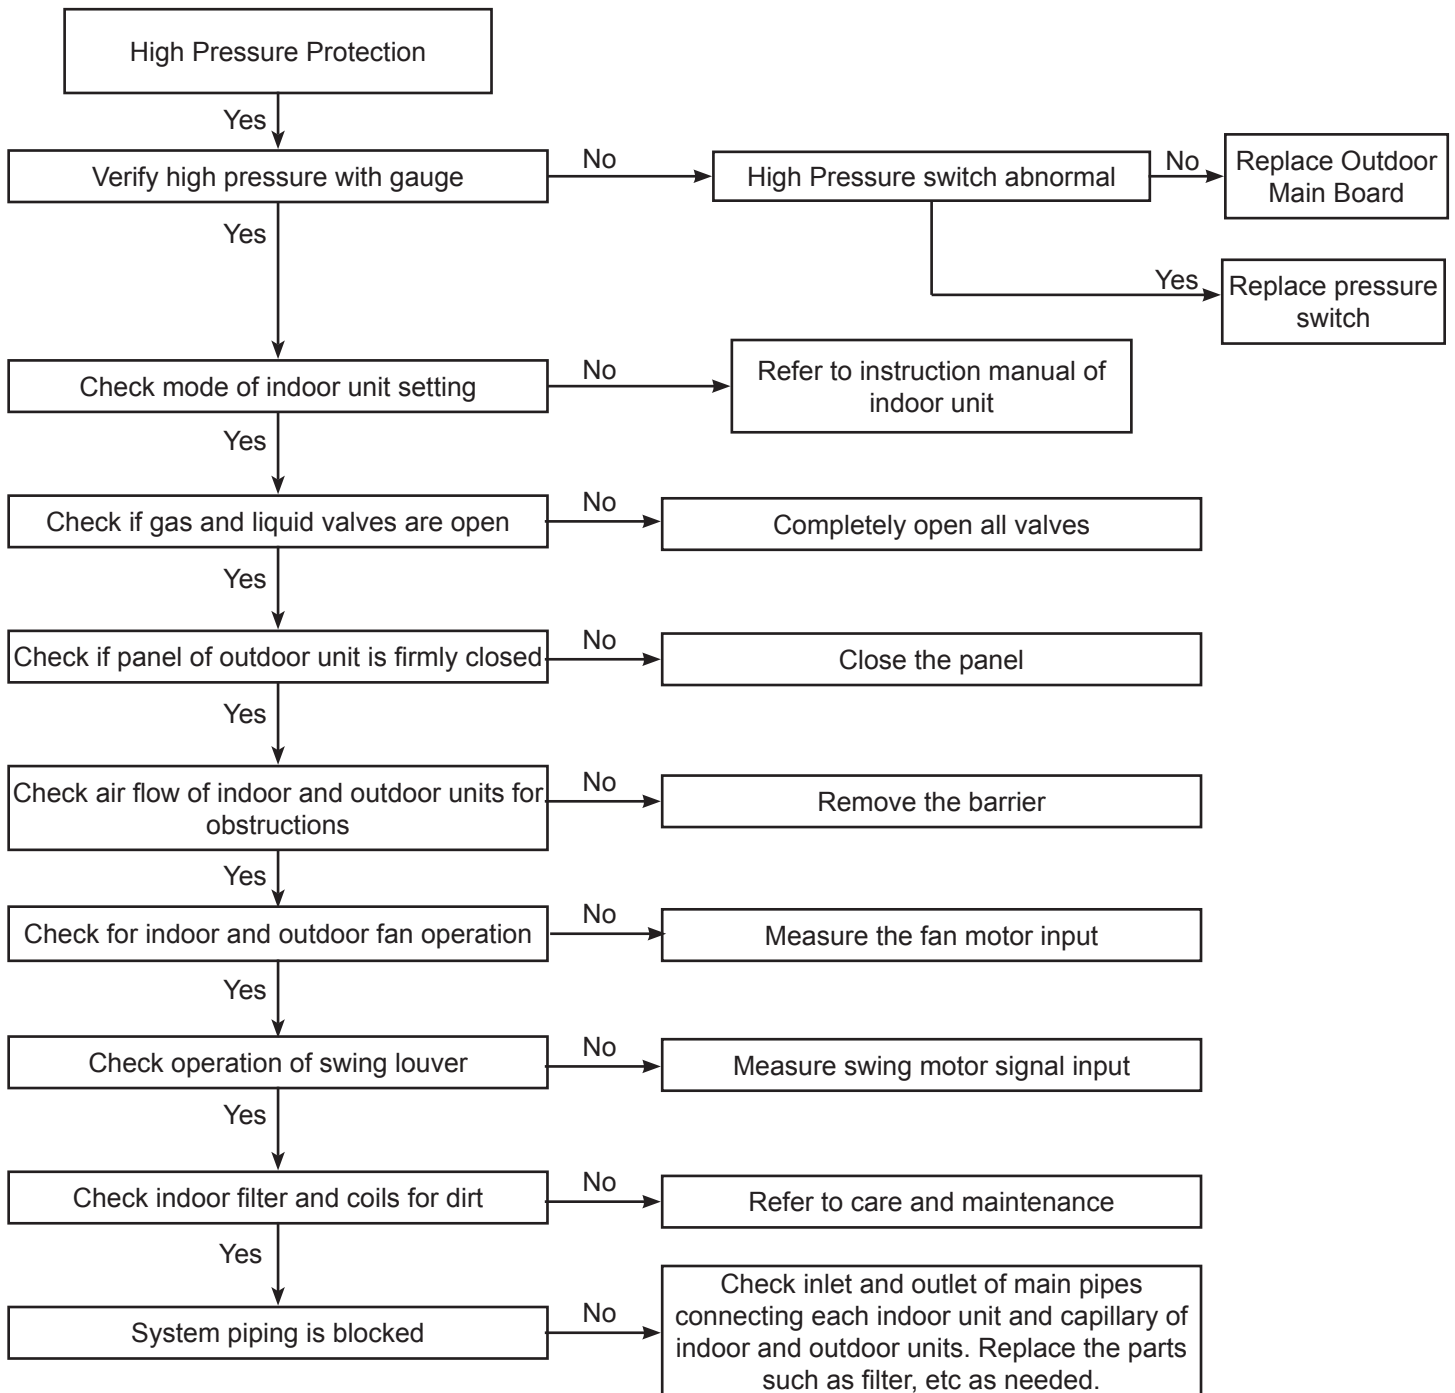 High Pressure Protection
Yes
Verify high pressure with gauge
No
High Pressure switch abnormal
No
Replace Outdoor
Main Board
Yes
Yes
Replace pressure
switch
Check mode of indoor unit setting
No
Refer to instruction manual of
indoor unit
Yes
Check if gas and liquid valves are open
No
Completely open all valves
Yes
Check if panel of outdoor unit is firmly closed
No
Close the panel
Yes
Check air flow of indoor and outdoor units for
obstructions
No
Remove the barrier
Yes
Check for indoor and outdoor fan operation
No
Measure the fan motor input
Yes
Check operation of swing louver
No
Measure swing motor signal input
Yes
Check indoor filter and coils for dirt
No
Refer to care and maintenance
Yes
System piping is blocked
No
Check inlet and outlet of main pipes
connecting each indoor unit and capillary of
indoor and outdoor units. Replace the parts
such as filter, etc as needed.